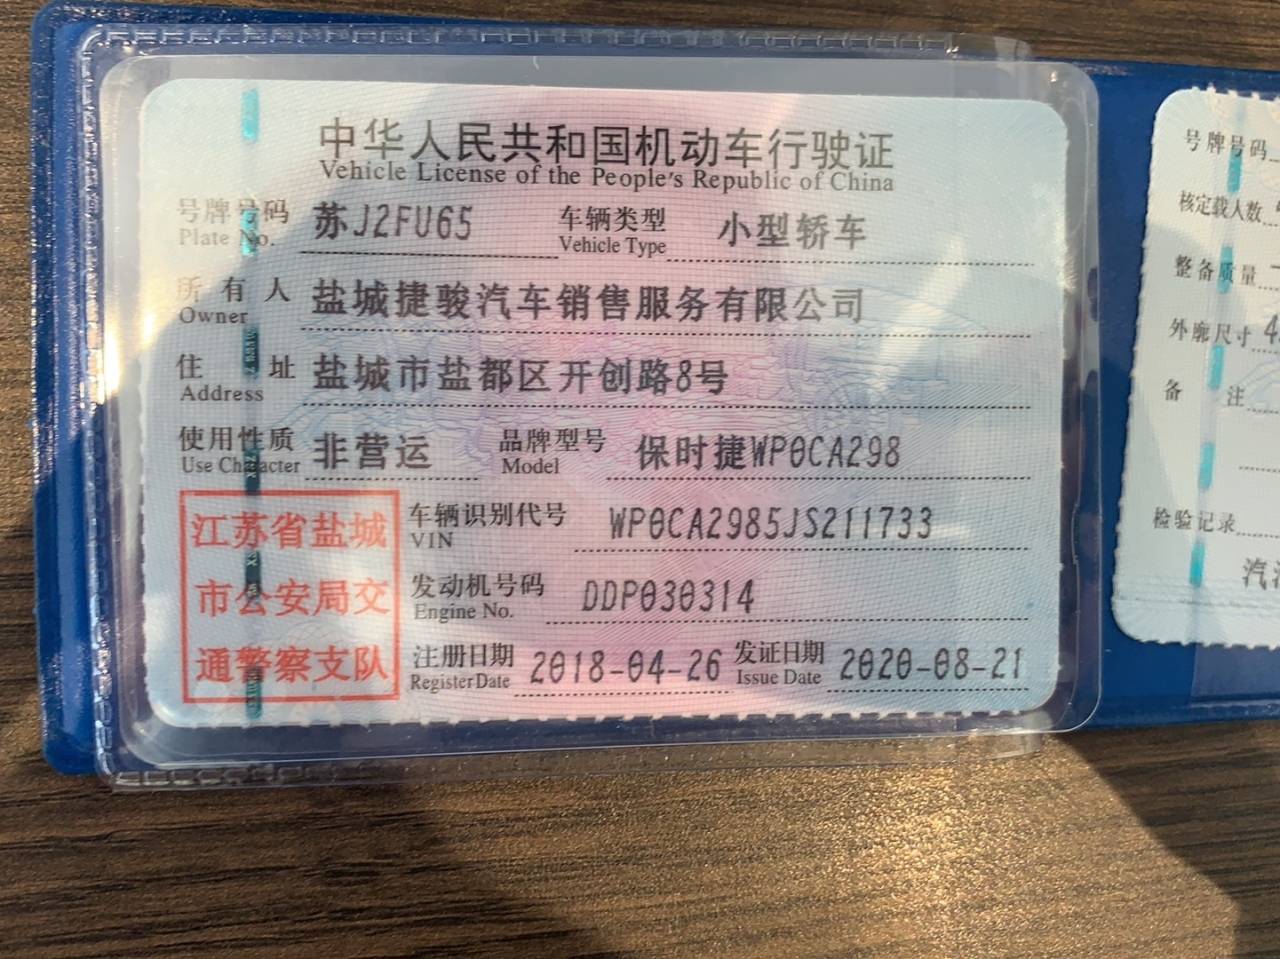 中华人民共和国机动车行驶证
Vehicle License of the People's Republic of China
号牌号码 苏J2FU65 车辆类型 小型轿车
Plate No. Vehicle Type
所有人 盐城捷骏汽车销售服务有限公司
Owner
住址 盐城市盐都区开创路8号
Address
使用性质 非营运 品牌型号 保时捷WP0CA298
Use Character Model
江苏省盐城
市公安局交
通警察支队
车辆识别代号 WP0CA2985JS211733
VIN
发动机号码 DDP030314
Engine No.
注册日期 2018-04-26 发证日期 2020-08-21
Register Date Issue Date
号牌号码
核定载人数
整备质量
外廓尺寸 4
备注
检验记录
汽